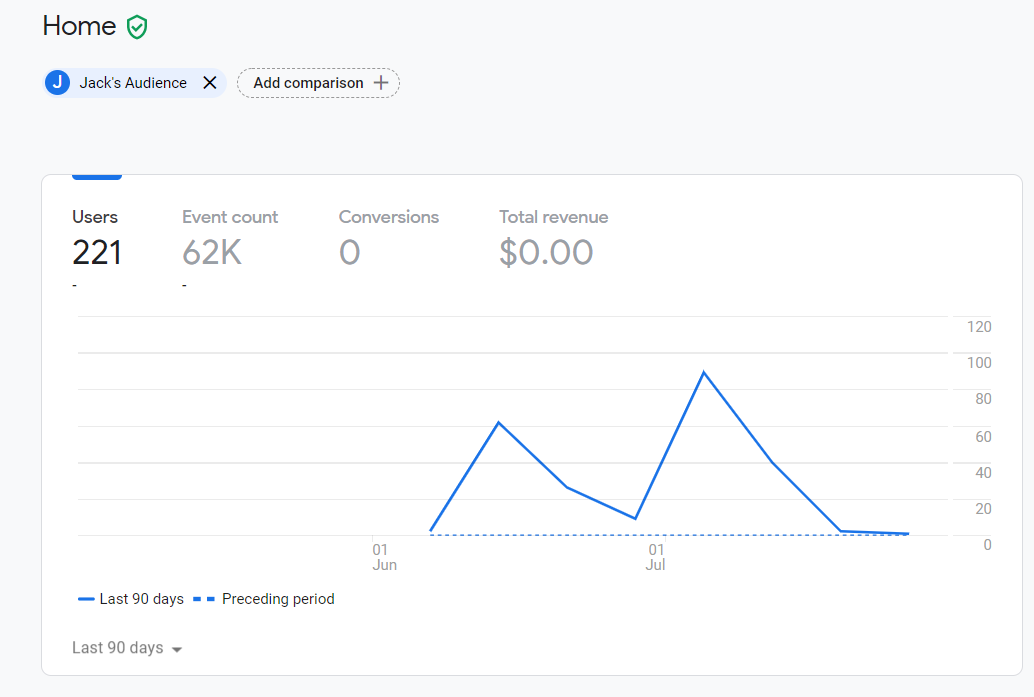 Home
J Jack's Audience Add comparison
Users Event count Conversions Total revenue
221 62K 0 $0.00
- -
120
100
80
60
40
20
0
01 01
Jun Jul
Last 90 days Preceding period
Last 90 days